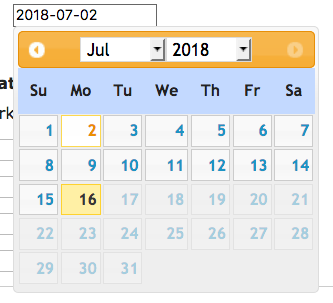 2018-07-02
Jul 2018
Su Mo Tu We Th Fr Sa
1 2 3 4 5 6 7
8 9 10 11 12 13 14
15 16 17 18 19 20 21
22 23 24 25 26 27 28
29 30 31